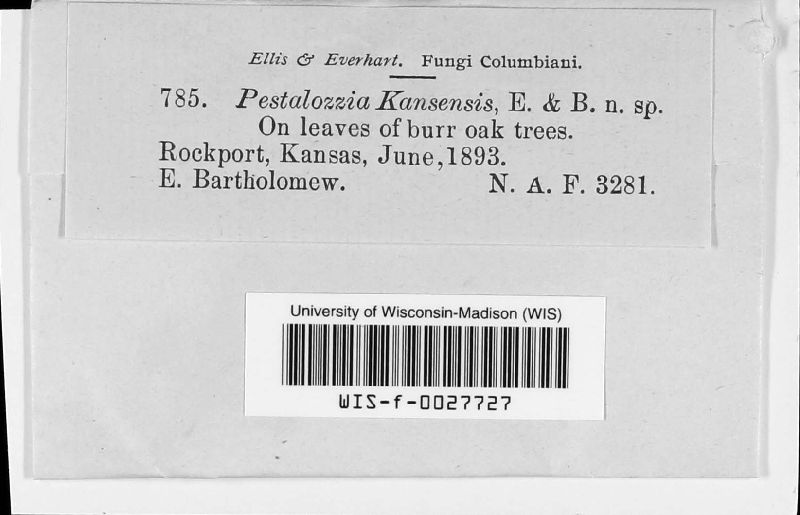 Ellis & Everhart. Fungi Columbiani.
785. Pestalozzia Kansensis, E. & B. n. sp.
On leaves of burr oak trees.
Rockport, Kansas, June, 1893.
E. Bartholomew. N. A. F. 3281.
University of Wisconsin-Madison (WIS)
WIS-f-0027727